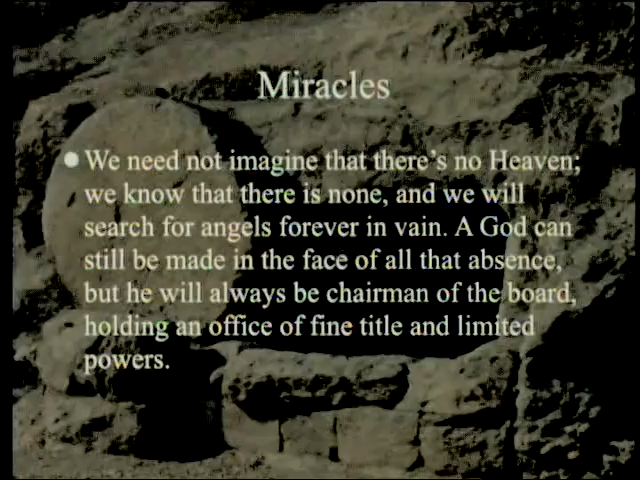 Miracles
• We need not imagine that there's no Heaven;
we know that there is none, and we will
search for angels forever in vain. A God can
still be made in the face of all that absence,
but he will always be chairman of the board,
holding an office of fine title and limited
powers.